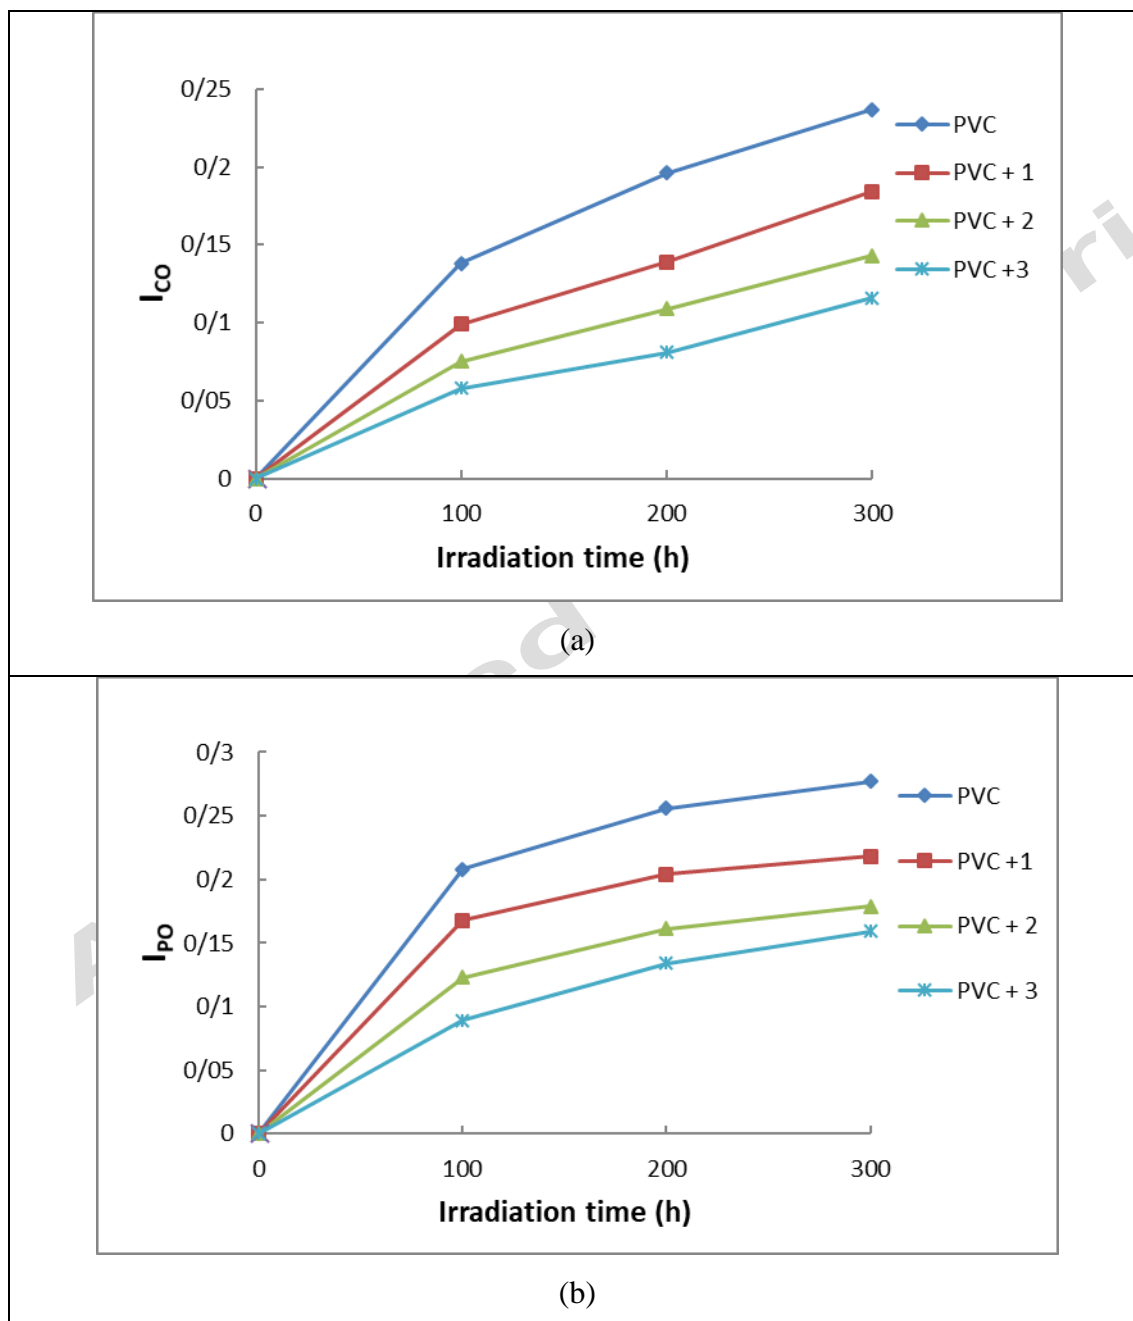 0/25
0/2
0/15
0/1
0/05
0
I_CO
0 100 200 300
Irradiation time (h)
PVC
PVC + 1
PVC + 2
PVC +3
(a)
0/3
0/25
0/2
0/15
0/1
0/05
0
I_PO
0 100 200 300
Irradiation time (h)
PVC
PVC +1
PVC + 2
PVC + 3
(b)